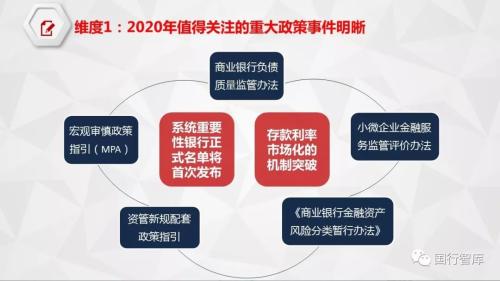 维度1：2020年值得关注的重大政策事件明晰
商业银行负债
质量监管办法
宏观审慎政策
指引（MPA）
系统重要
性银行正
式名单将
首次发布
存款利率
市场化的
机制突破
小微企业金融服
务监管评价办法
资管新规配套
政策指引
《商业银行金融资产
风险分类暂行办法》
国行智库